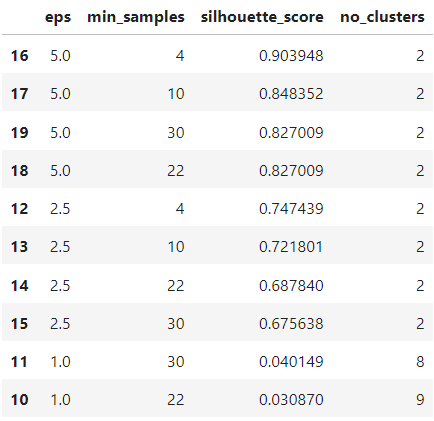 eps min_samples silhouette_score no_clusters
16 5.0 4 0.903948 2
17 5.0 10 0.848352 2
19 5.0 30 0.827009 2
18 5.0 22 0.827009 2
12 2.5 4 0.747439 2
13 2.5 10 0.721801 2
14 2.5 22 0.687840 2
15 2.5 30 0.675638 2
11 1.0 30 0.040149 8
10 1.0 22 0.030870 9